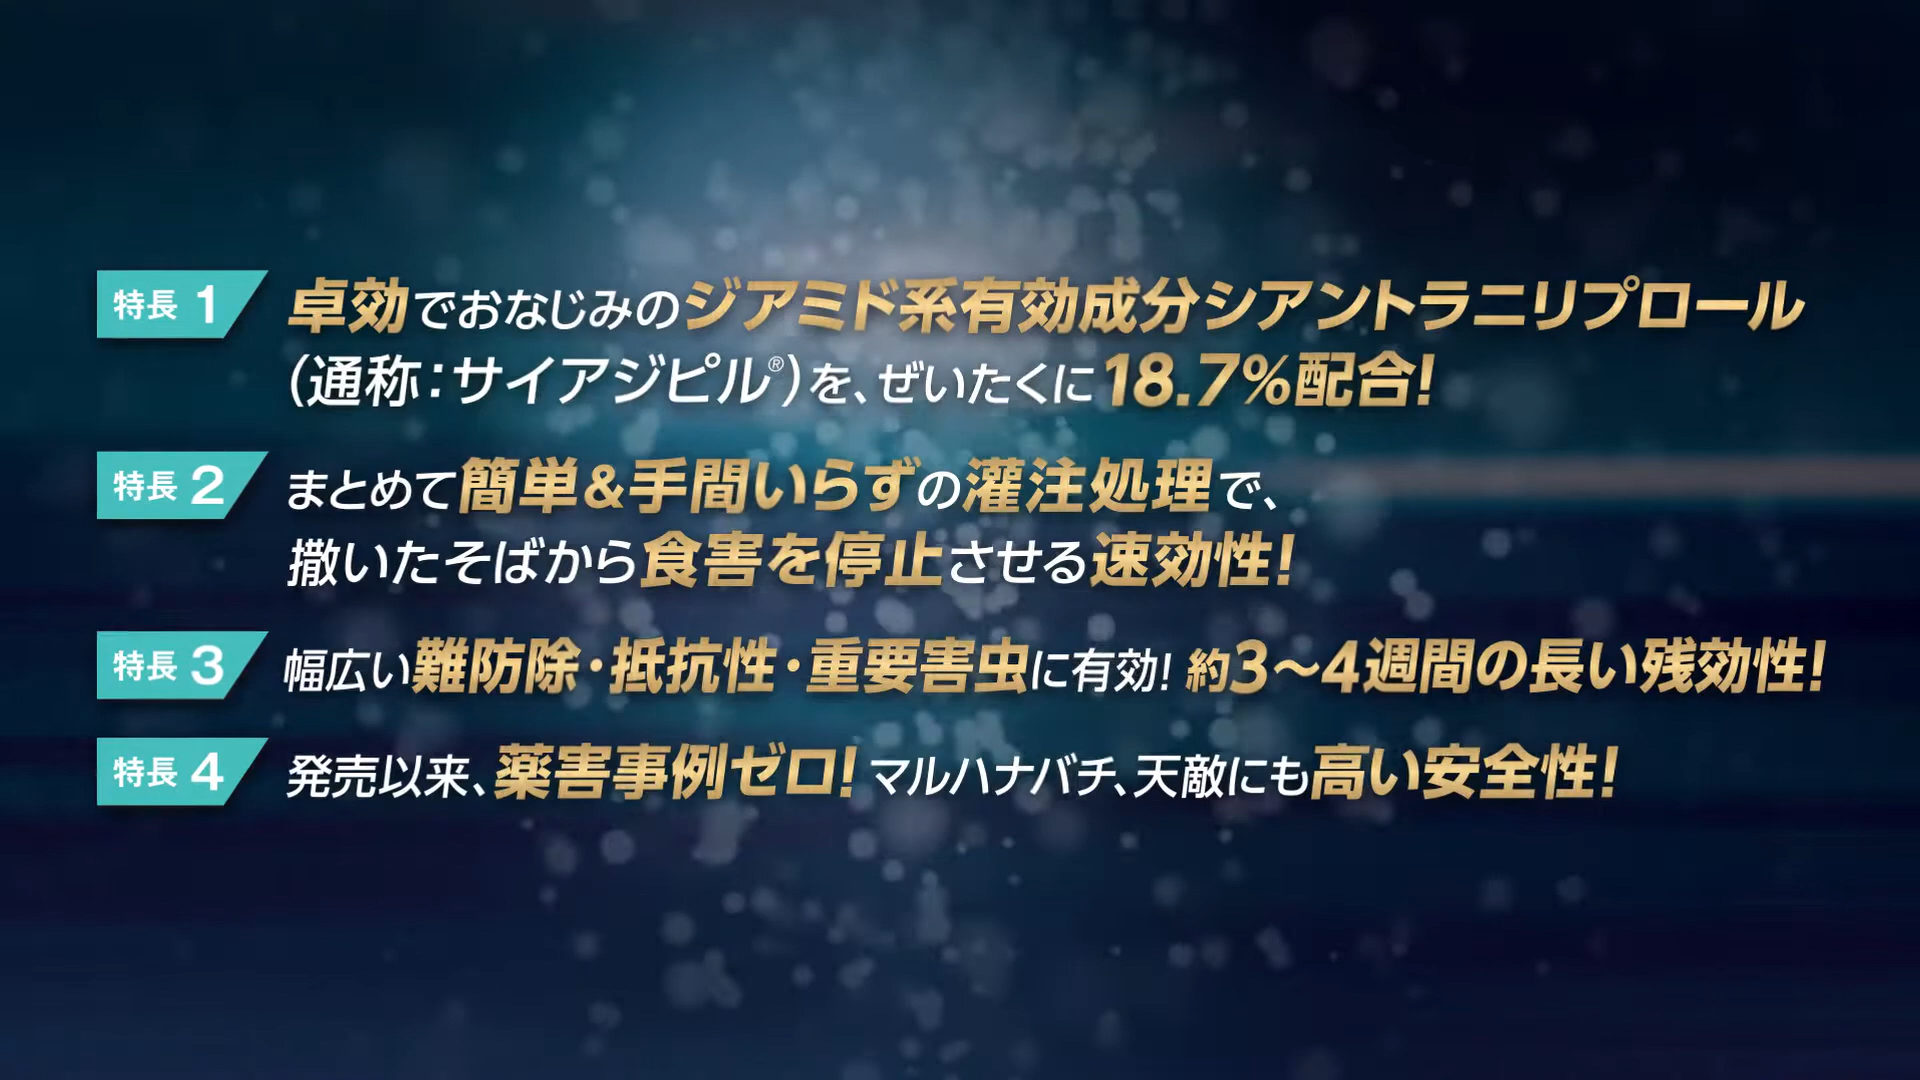 特長 1 卓効でおなじみのジアミド系有効成分シアントラニリプロール
(通称：サイアジピル®)を、ぜいたくに18.7%配合!
特長 2 まとめて簡単&手間いらずの灌注処理で、
撒いたそばから食害を停止させる速効性!
特長 3 幅広い難防除・抵抗性・重要害虫に有効! 約3〜4週間の長い残効性!
特長 4 発売以来、薬害事例ゼロ! マルハナバチ、天敵にも高い安全性!